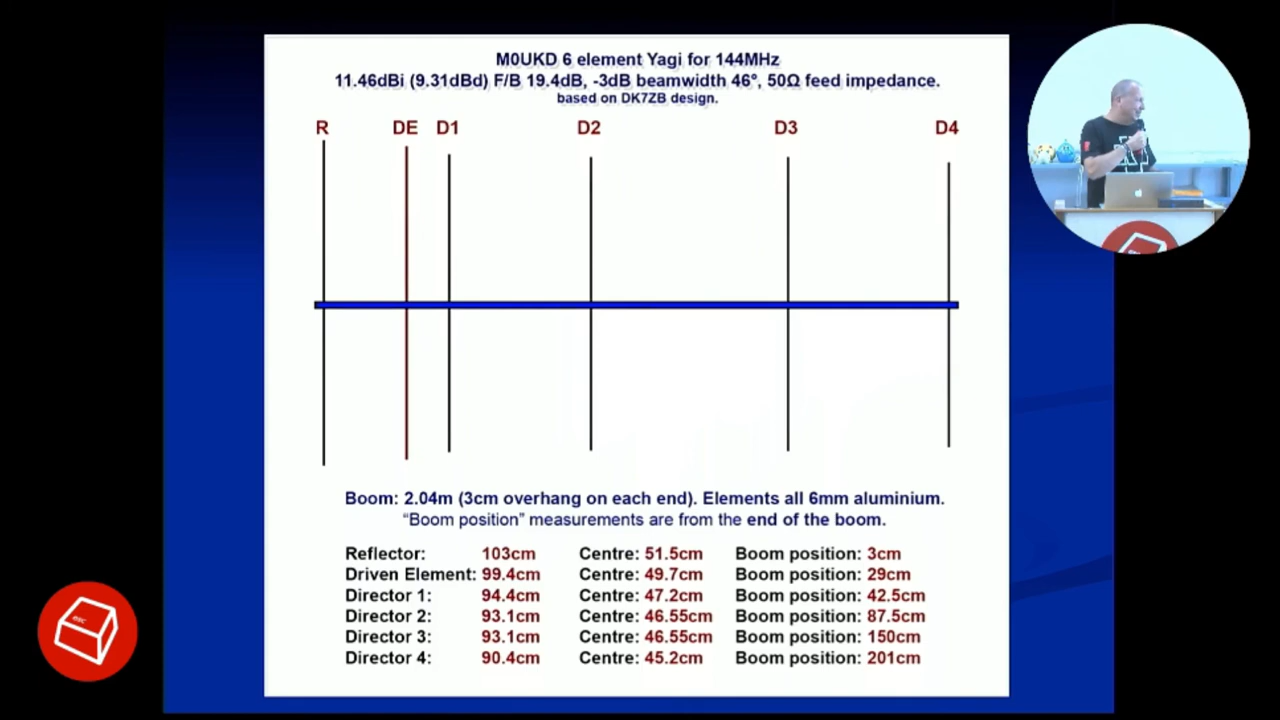 M0UKD 6 element Yagi for 144MHz
11.46dBi (9.31dBd) F/B 19.4dB, -3dB beamwidth 46°, 50Ω feed impedance.
based on DK7ZB design.
R DE D1 D2 D3 D4
Boom: 2.04m (3cm overhang on each end). Elements all 6mm aluminium.
“Boom position” measurements are from the end of the boom.
Reflector: 103cm Centre: 51.5cm Boom position: 3cm
Driven Element: 99.4cm Centre: 49.7cm Boom position: 29cm
Director 1: 94.4cm Centre: 47.2cm Boom position: 42.5cm
Director 2: 93.1cm Centre: 46.55cm Boom position: 87.5cm
Director 3: 93.1cm Centre: 46.55cm Boom position: 150cm
Director 4: 90.4cm Centre: 45.2cm Boom position: 201cm
esc